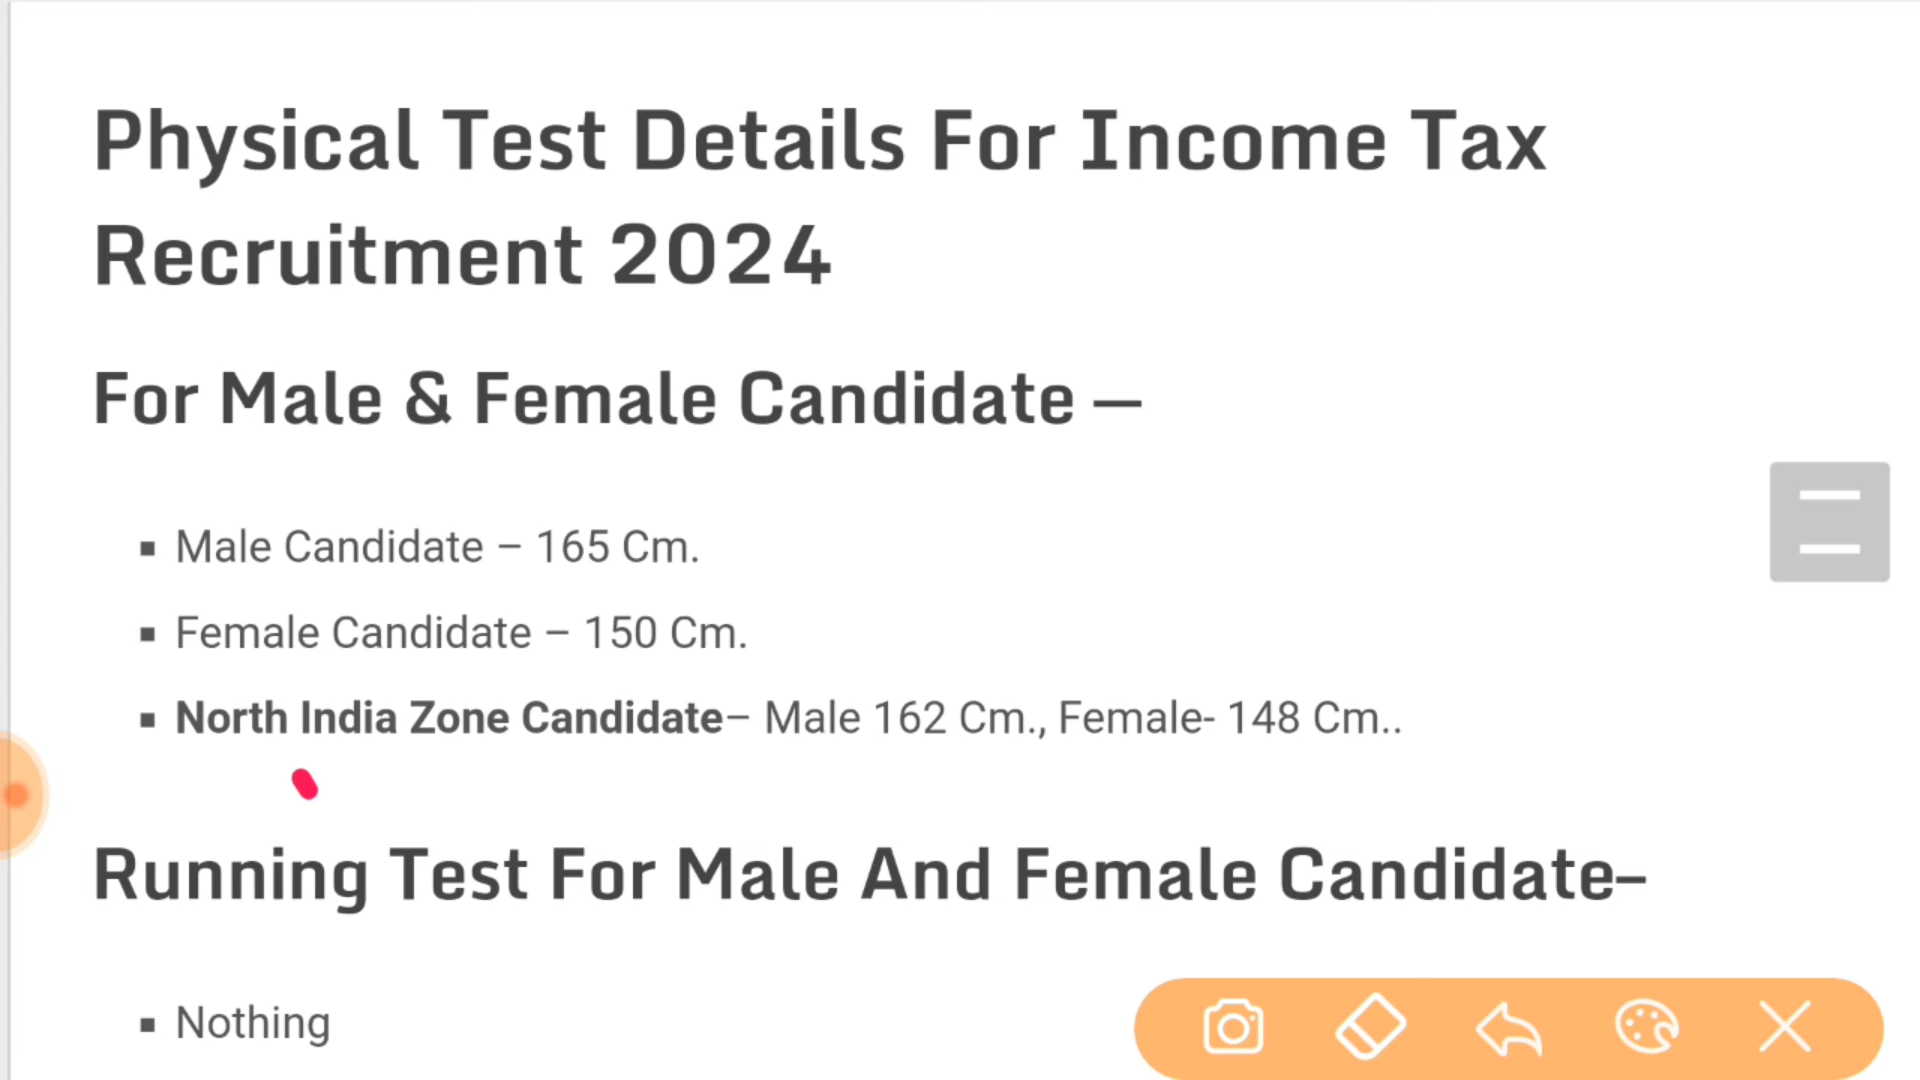 Physical Test Details For Income Tax
Recruitment 2024
For Male & Female Candidate —
▪ Male Candidate – 165 Cm.
▪ Female Candidate – 150 Cm.
▪ North India Zone Candidate– Male 162 Cm., Female- 148 Cm..
Running Test For Male And Female Candidate–
▪ Nothing